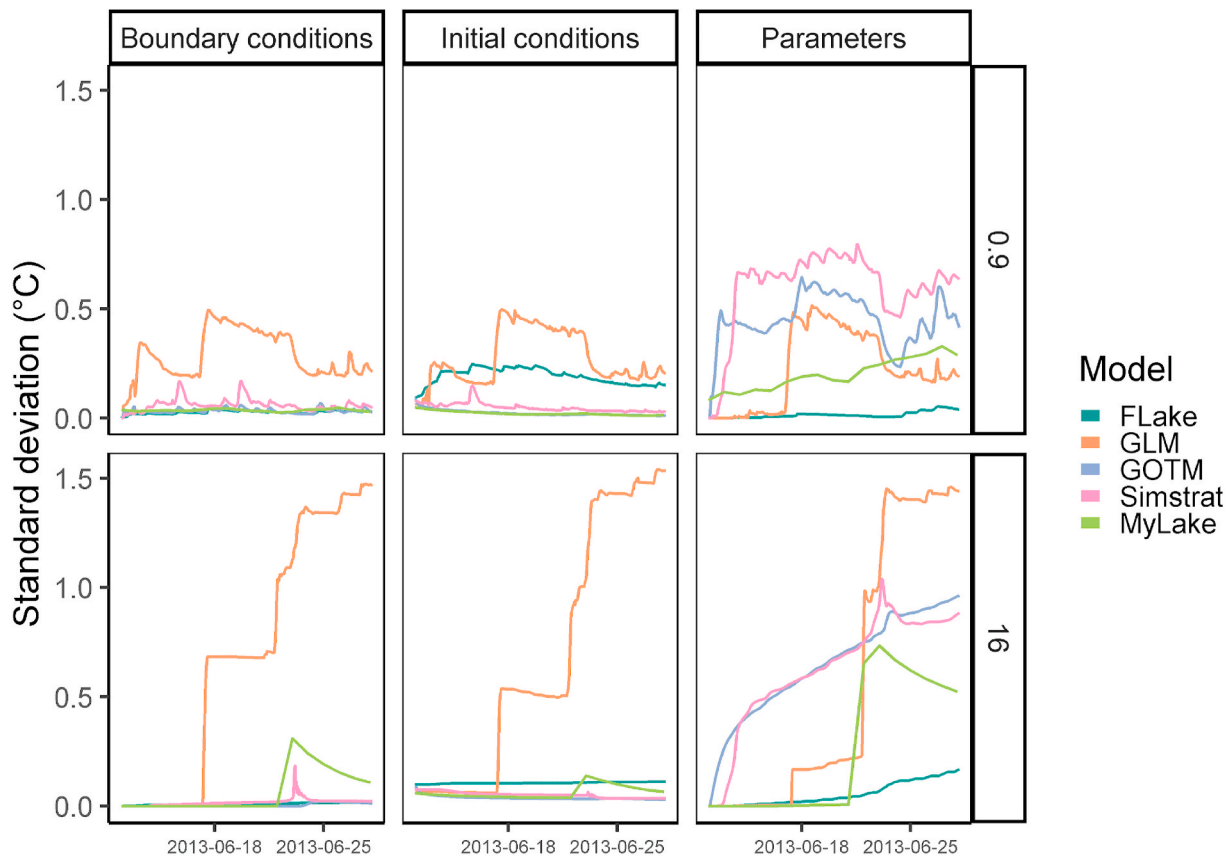 Boundary conditions
Initial conditions
Parameters
Standard deviation (°C)
1.5
1.0
0.5
0.0
0.9
1.5
1.0
0.5
0.0
16
2013-06-18
2013-06-25
2013-06-18
2013-06-25
2013-06-18
2013-06-25
Model
FLake
GLM
GOTM
Simstrat
MyLake